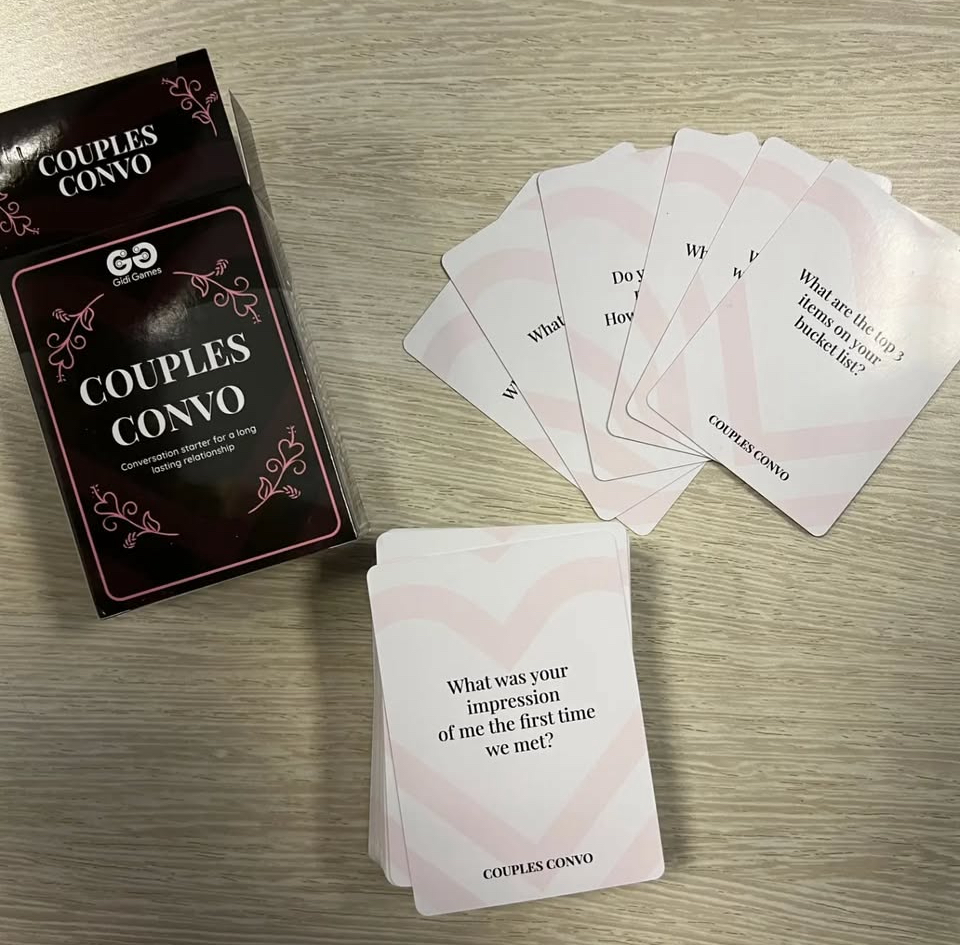 COUPLES
CONVO
Gidi Games
COUPLES
CONVO
Conversation starter for a long
lasting relationship
What
Do
How
What are the top 3
items on your
bucket list?
COUPLES CONVO
What was your
impression
of me the first time
we met?
COUPLES CONVO